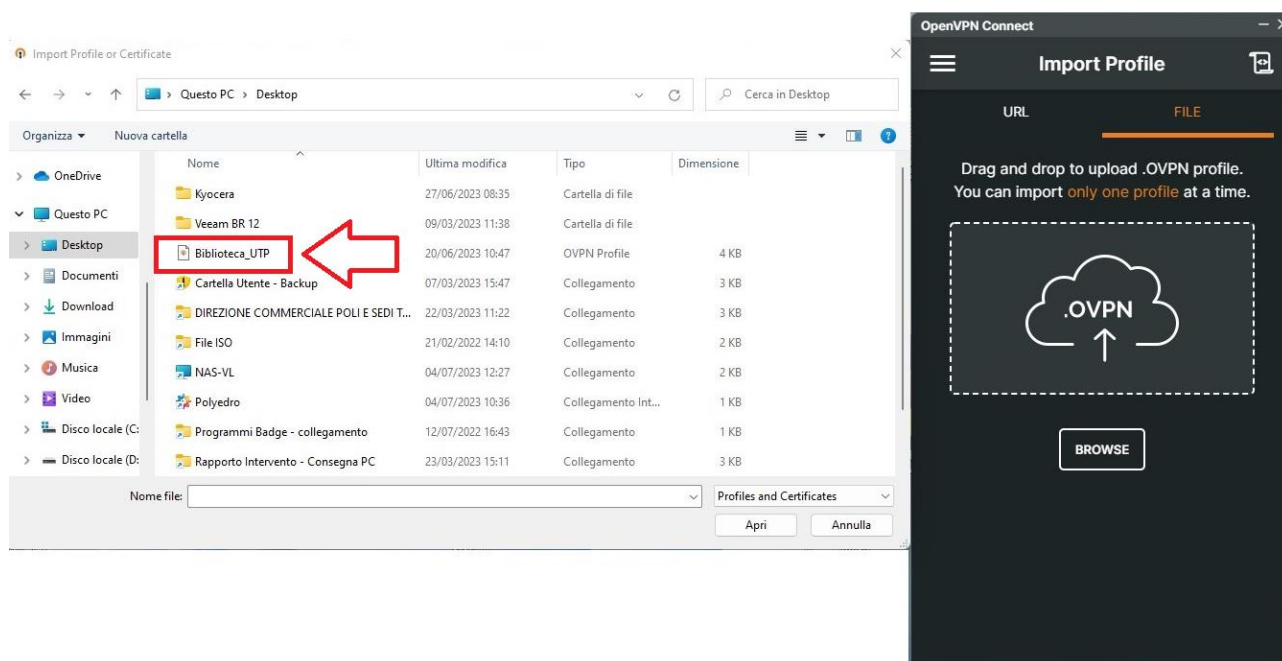 Import Profile or Certificate
Questo PC > Desktop
Cerca in Desktop
Organizza
Nuova cartella
Nome
Ultima modifica
Tipo
Dimensione
OneDrive
Questo PC
Desktop
Documenti
Download
Immagini
Musica
Video
Disco locale (C:
Disco locale (D:
Kyocera 27/06/2023 08:35 Cartella di file
Veeam BR 12 09/03/2023 11:38 Cartella di file
Biblioteca_UTP 20/06/2023 10:47 OVPN Profile 4 KB
Cartella Utente - Backup 07/03/2023 15:47 Collegamento 3 KB
DIREZIONE COMMERCIALE POLI E SEDI T... 22/03/2023 11:22 Collegamento 3 KB
File ISO 21/02/2022 14:10 Collegamento 2 KB
NAS-VL 04/07/2023 12:27 Collegamento 2 KB
Polyedro 04/07/2023 10:36 Collegamento Int... 1 KB
Programmi Badge - collegamento 12/07/2022 16:43 Collegamento 1 KB
Rapporto Intervento - Consegna PC 23/03/2023 15:11 Collegamento 3 KB
Nome file:
Profiles and Certificates
Apri
Annulla
OpenVPN Connect
Import Profile
URL
FILE
Drag and drop to upload .OVPN profile.
You can import only one profile at a time.
.OVPN
BROWSE